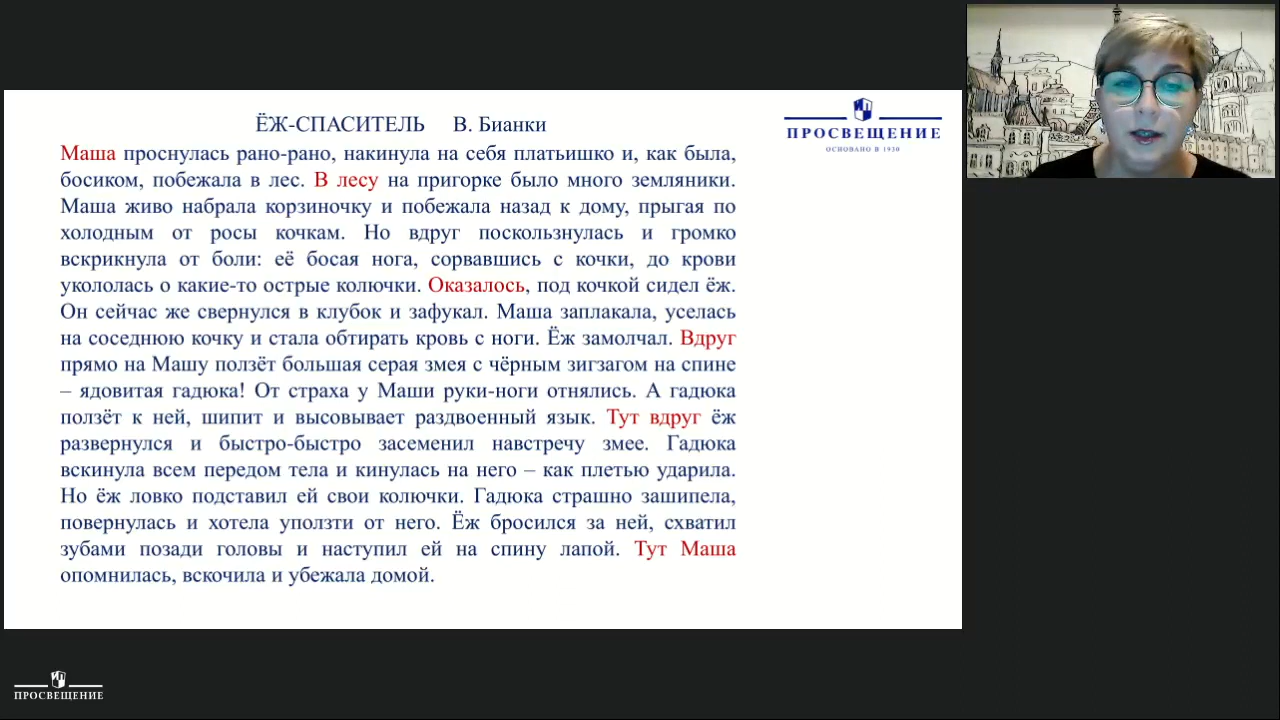 ЁЖ-СПАСИТЕЛЬ В. Бианки
Маша проснулась рано-рано, накинула на себя платьишко и, как была,
босиком, побежала в лес. В лесу на пригорке было много земляники.
Маша живо набрала корзиночку и побежала назад к дому, прыгая по
холодным от росы кочкам. Но вдруг поскользнулась и громко
вскрикнула от боли: её босая нога, сорвавшись с кочки, до крови
укололась о какие-то острые колючки. Оказалось, под кочкой сидел ёж.
Он сейчас же свернулся в клубок и зафукал. Маша заплакала, уселась
на соседнюю кочку и стала обтирать кровь с ноги. Ёж замолчал. Вдруг
прямо на Машу ползёт большая серая змея с чёрным зигзагом на спине
– ядовитая гадюка! От страха у Маши руки-ноги отнялись. А гадюка
ползёт к ней, шипит и высовывает раздвоенный язык. Тут вдруг ёж
развернулся и быстро-быстро засеменил навстречу змее. Гадюка
вскинула всем передом тела и кинулась на него – как плетью ударила.
Но ёж ловко подставил ей свои колючки. Гадюка страшно зашипела,
повернулась и хотела уползти от него. Ёж бросился за ней, схватил
зубами позади головы и наступил ей на спину лапой. Тут Маша
опомнилась, вскочила и убежала домой.
ПРОСВЕЩЕНИЕ
ОСНОВАНО В 1930
ПРОСВЕЩЕНИЕ